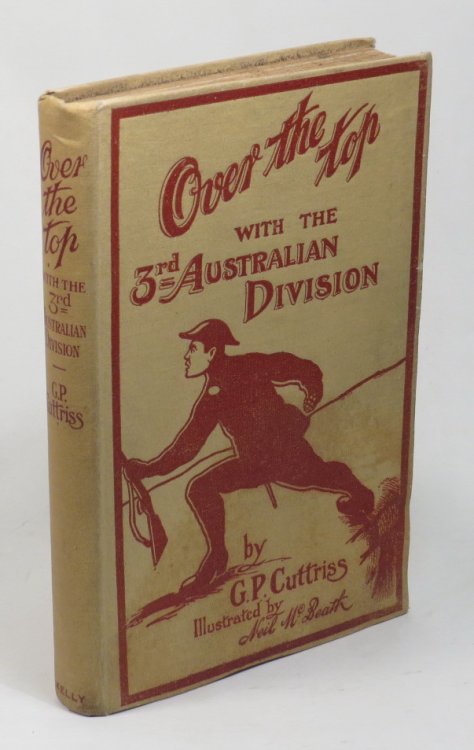 Over
the
top
WITH THE
3rd
AUSTRALIAN
DIVISION
G.P.
Cuttriss
KELLY
Over the top
WITH THE
3rd AUSTRALIAN
DIVISION
by
G.P. Cuttriss
Illustrated by
Neil McBeath